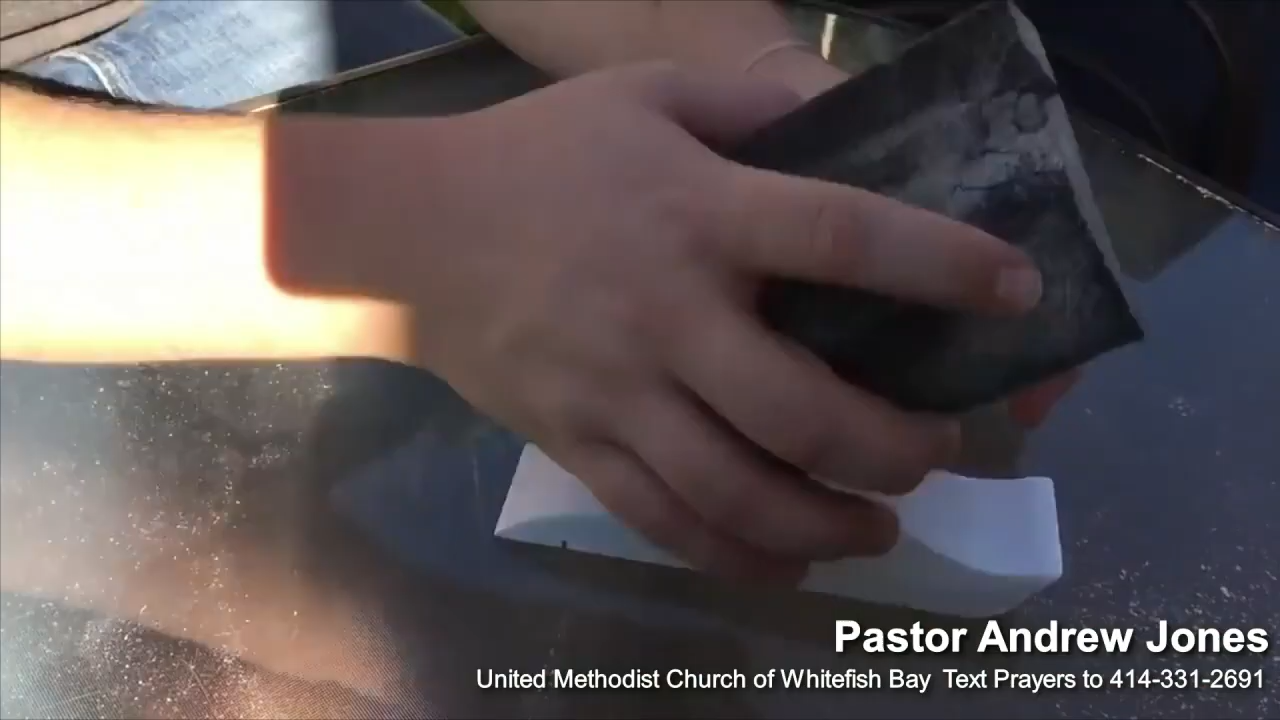 Pastor Andrew Jones
United Methodist Church of Whitefish Bay Text Prayers to 414-331-2691